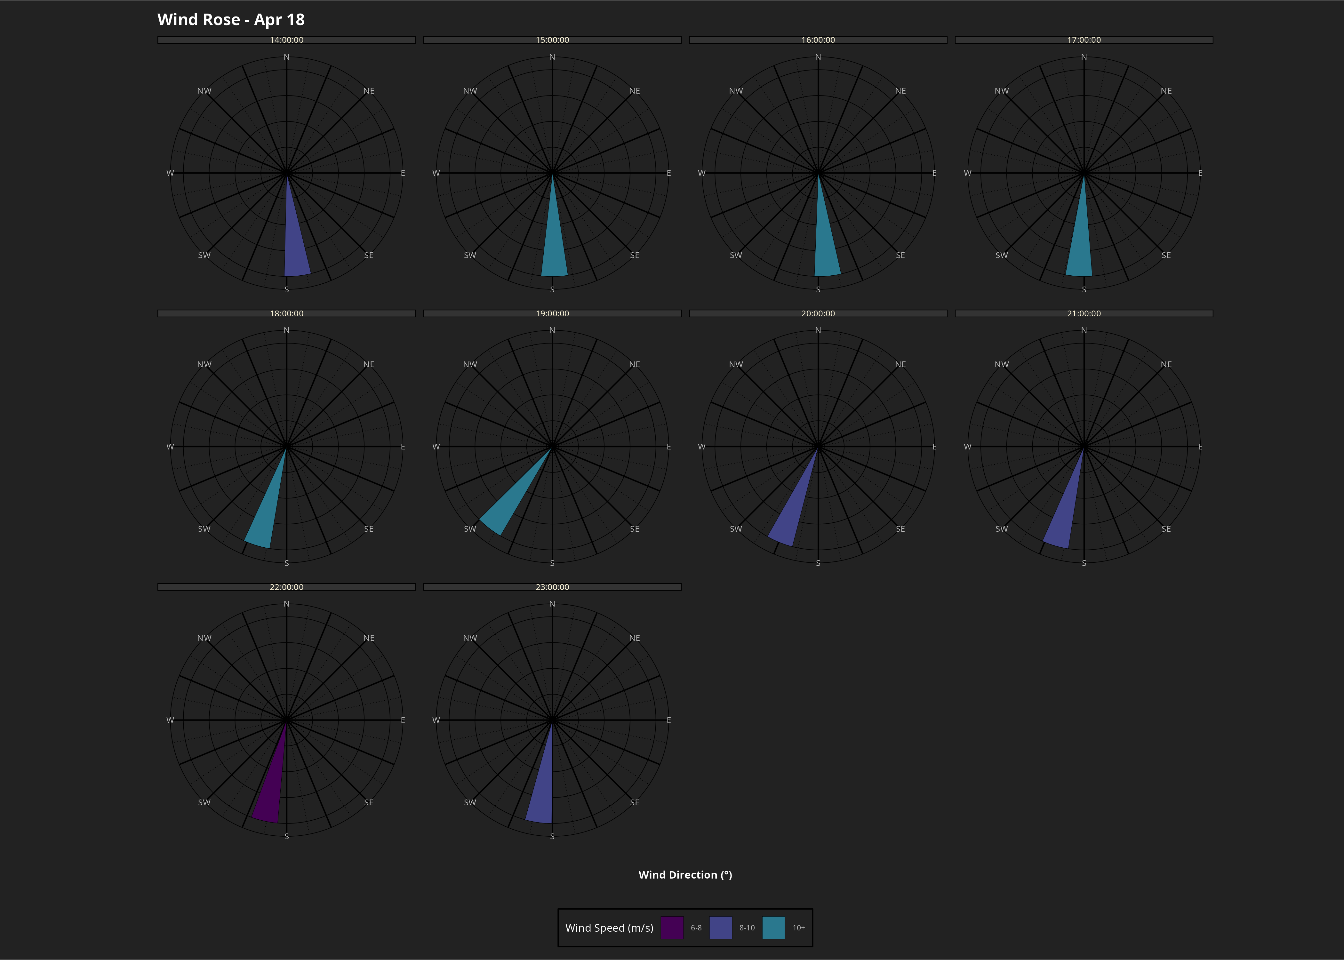 Wind Rose - Apr 18
14:00:00 15:00:00 16:00:00 17:00:00
N N N N
NW NE NW NE NW NE NW NE
W E W E W E W E
SW SE SW SE SW SE SW SE
S S S S
18:00:00 19:00:00 20:00:00 21:00:00
N N N N
NW NE NW NE NW NE NW NE
W E W E W E W E
SW SE SW SE SW SE SW SE
S S S S
22:00:00 23:00:00
N N
NW NE NW NE
W E W E
SW SE SW SE
S S
Wind Direction (°)
Wind Speed (m/s) 6-8 8-10 10+